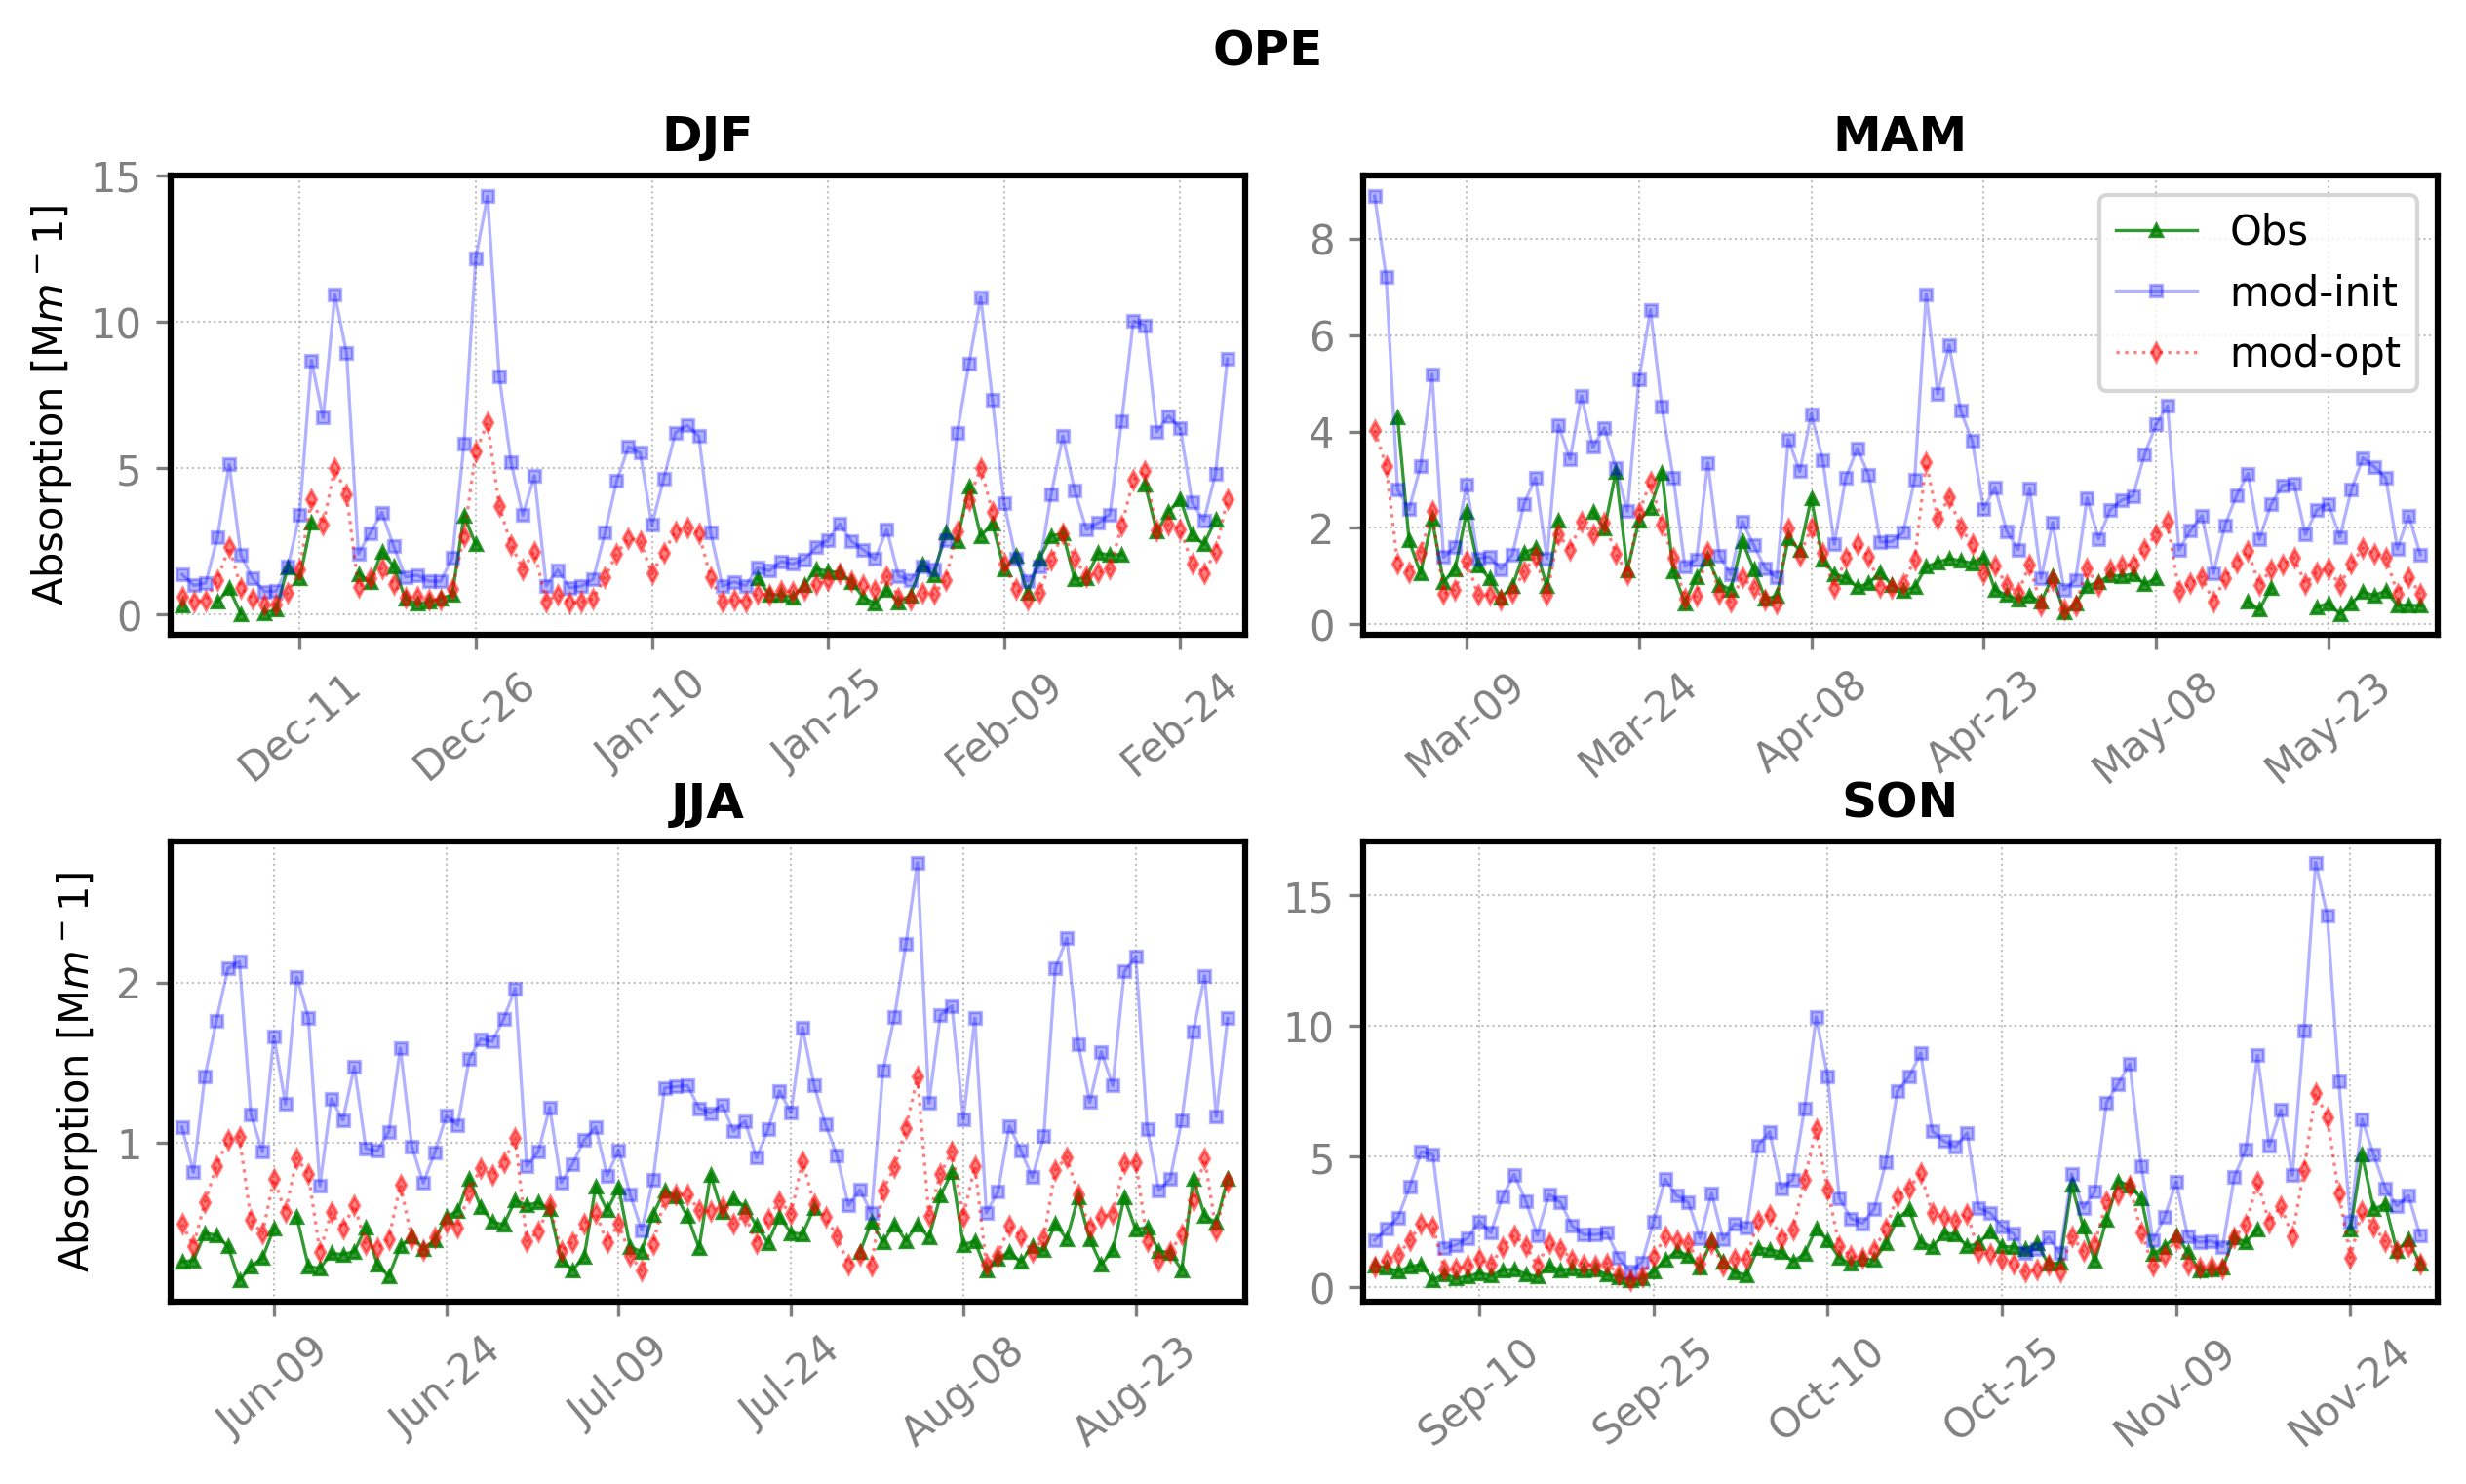 OPE
DJF
Absorption [Mm − 1]
15
10
5
0
Dec-11
Dec-26
Jan-10
Jan-25
Feb-09
Feb-24
MAM
8
6
4
2
0
Obs
mod-init
mod-opt
Mar-09
Mar-24
Apr-08
Apr-23
May-08
May-23
JJA
Absorption [Mm − 1]
2
1
Jun-09
Jun-24
Jul-09
Jul-24
Aug-08
Aug-23
SON
15
10
5
0
Sep-10
Sep-25
Oct-10
Oct-25
Nov-09
Nov-24